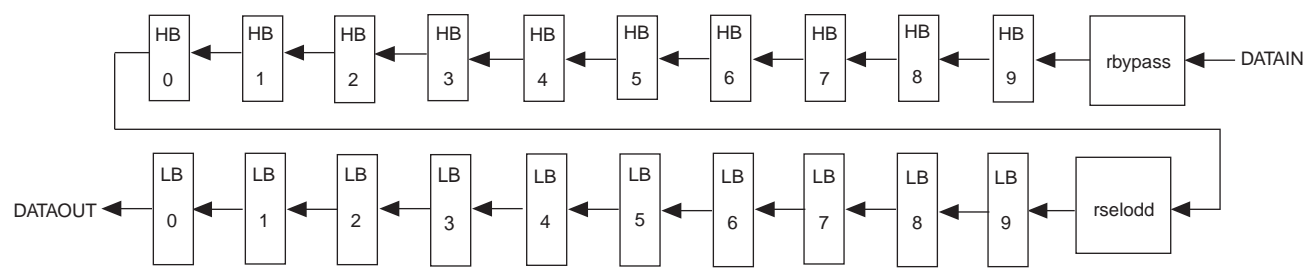 HB HB HB HB HB HB HB HB HB HB
0 1 2 3 4 5 6 7 8 9 rbypass DATAIN
LB LB LB LB LB LB LB LB LB LB
DATAOUT 0 1 2 3 4 5 6 7 8 9 rselodd